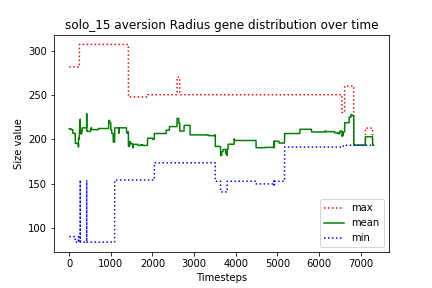 solo_15 aversion Radius gene distribution over time
300
250
200
150
100
Size value
0 1000 2000 3000 4000 5000 6000 7000
Timesteps
max
mean
min